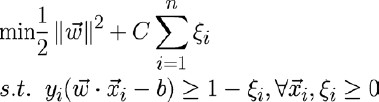 min 1/2 ‖w⃗‖² + C ∑ᵢ₌₁ⁿ ξᵢ
s.t. yᵢ(w⃗ · x⃗ᵢ − b) ≥ 1 − ξᵢ, ∀x⃗ᵢ, ξᵢ ≥ 0